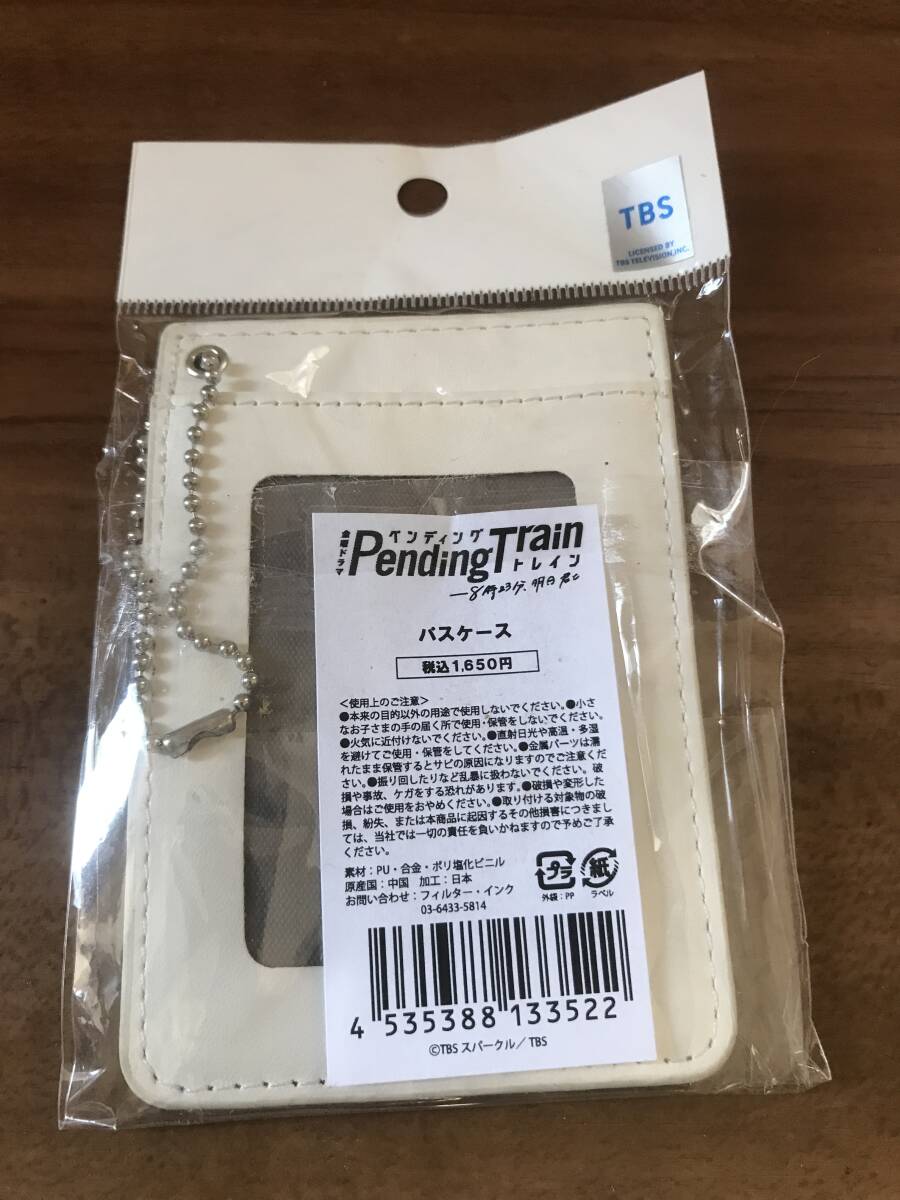 TBS
LICENSED BY
TBS TELEVISION, INC.
金曜ドラマ
ペンディング
PendingTrain
トレイン
―8時23分、明日 君と
パスケース
税込1,650円
<使用上のご注意>
●本来の目的以外の用途で使用しないでください。●小さ
なお子さまの手の届く所で使用・保管をしないでください。
●火気に近付けないでください。●直射日光や高温・多湿
を避けてご使用・保管をしてください。●金属パーツは濡
れたまま保管するとサビの原因になりますのでご注意くだ
さい。●振り回したりなど乱暴に扱わないでください。破
損や事故、ケガをする恐れがあります。●破損や変形した
場合はご使用をおやめください。●取り付ける対象物の破
損、紛失、または本商品に起因するその他損害につきまし
ては、当社では一切の責任を負いかねますので予めご了承
ください。
素材：PU・合金・ポリ塩化ビニル
原産国：中国　加工：日本
お問い合わせ：フィルター・インク
03-6433-5814
プラ
外袋：PP
紙
ラベル
4 535388 133522
©TBS スパークル／ TBS